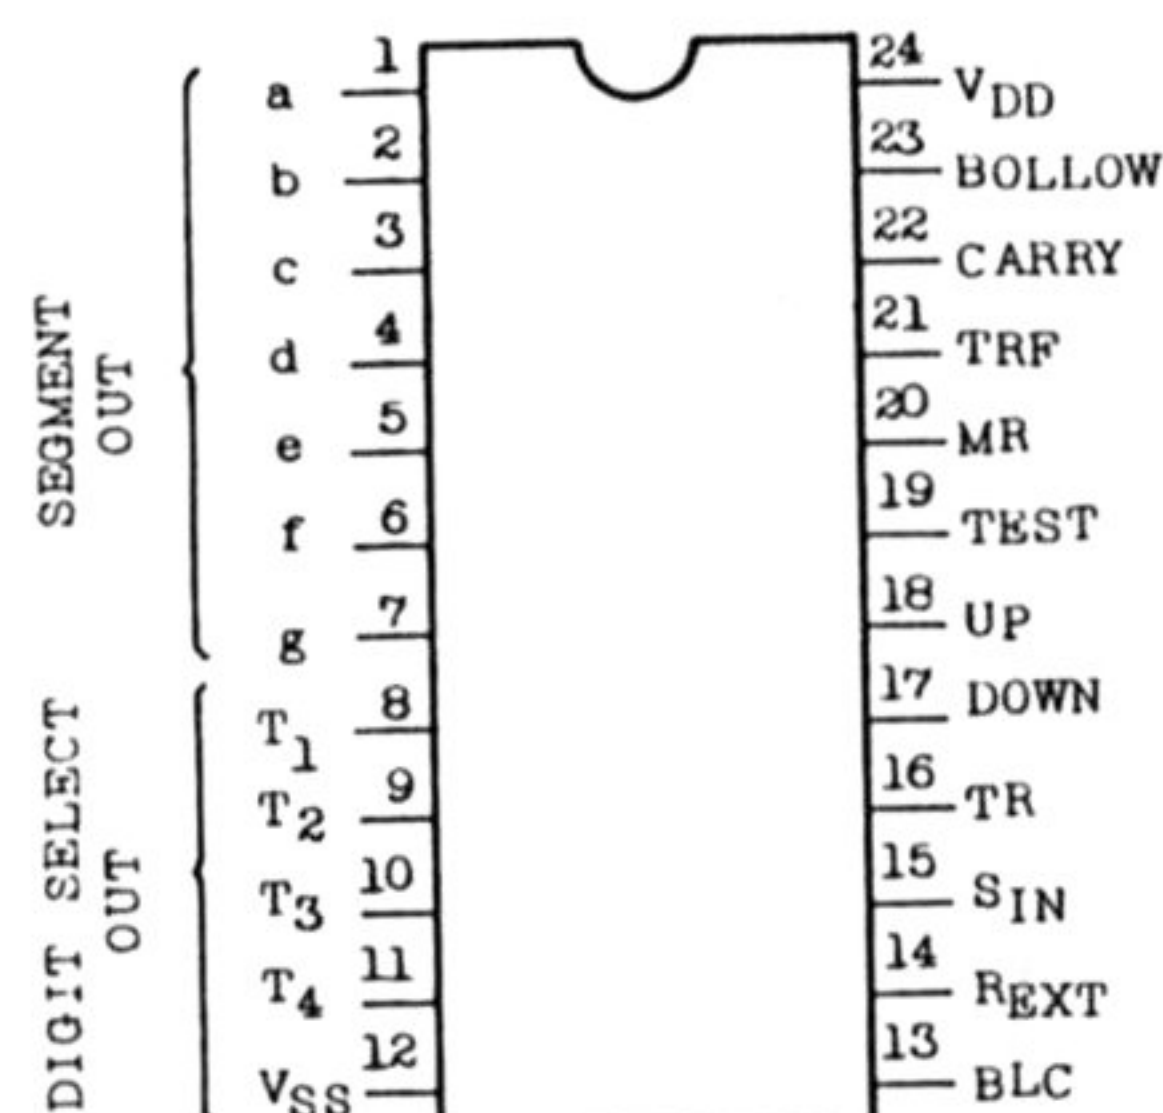 SEGMENT
OUT
DIGIT SELECT
OUT
a 1
b 2
c 3
d 4
e 5
f 6
g 7
T1 8
T2 9
T3 10
T4 11
VSS 12
24 VDD
23 BOLLOW
22 CARRY
21 TRF
20 MR
19 TEST
18 UP
17 DOWN
16 TR
15 SIN
14 REXT
13 BLC